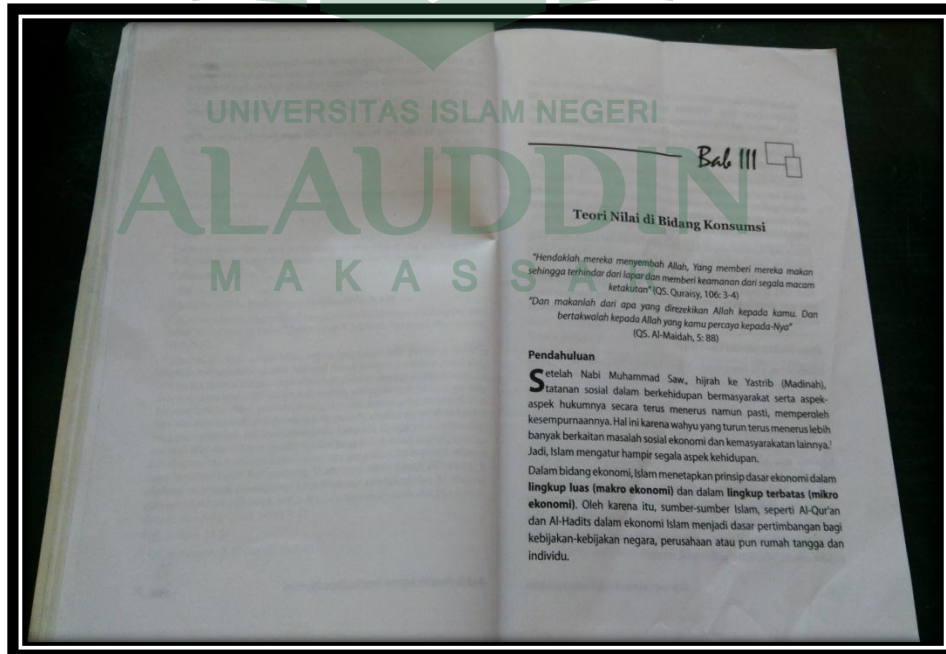 UNIVERSITAS ISLAM NEGERI
ALAUDDIN
MAKASSAR
Bab III
Teori Nilai di Bidang Konsumsi
"Hendaklah mereka menyembah Allah, Yang memberi mereka makan
sehingga terhindar dari lapar dan memberi keamanan dari segala macam
ketakutan" (QS. Quraisy, 106: 3-4)
"Dan makanlah dari apa yang direzekikan Allah kepada kamu. Dan
bertakwalah kepada Allah yang kamu percaya kepada-Nya"
(QS. Al-Maidah, 5: 88)
Pendahuluan
Setelah Nabi Muhammad Saw., hijrah ke Yastrib (Madinah),
tatanan sosial dalam berkehidupan bermasyarakat serta aspek-
aspek hukumnya secara terus menerus namun pasti, memperoleh
kesempurnaannya. Hal ini karena wahyu yang turun terus menerus lebih
banyak berkaitan masalah sosial ekonomi dan kemasyarakatan lainnya.¹
Jadi, Islam mengatur hampir segala aspek kehidupan.
Dalam bidang ekonomi, Islam menetapkan prinsip dasar ekonomi dalam
lingkup luas (makro ekonomi) dan dalam lingkup terbatas (mikro
ekonomi). Oleh karena itu, sumber-sumber Islam, seperti Al-Qur'an
dan Al-Hadits dalam ekonomi Islam menjadi dasar pertimbangan bagi
kebijakan-kebijakan negara, perusahaan atau pun rumah tangga dan
individu.